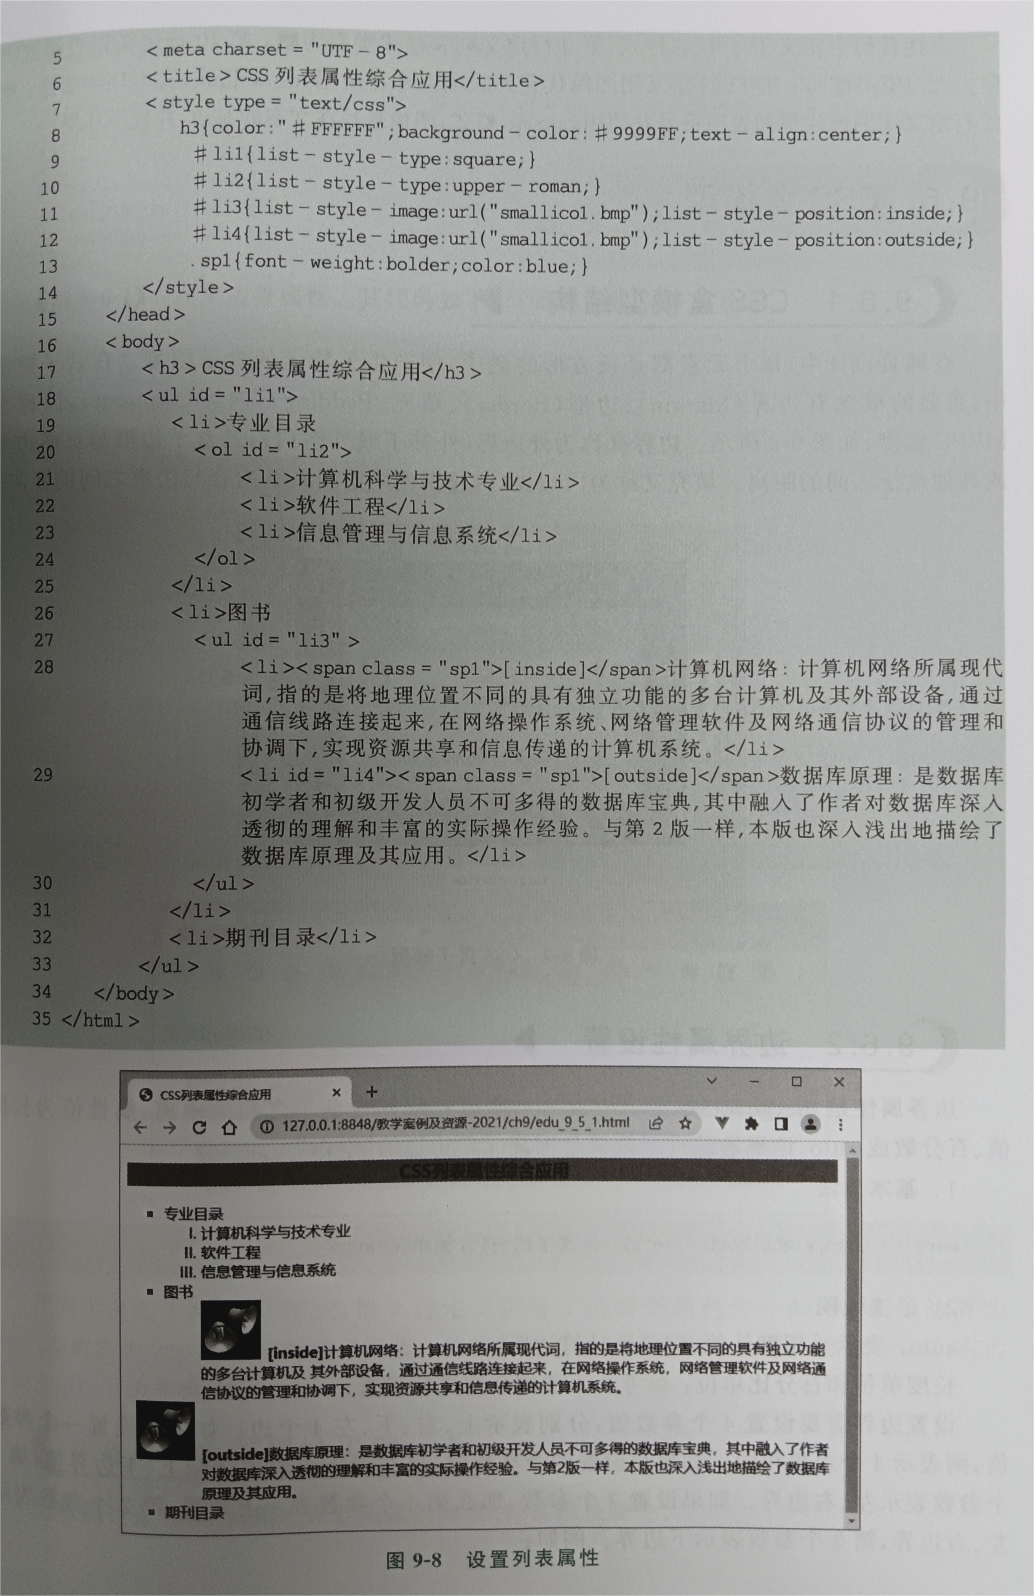 5 <meta charset = "UTF - 8">
6 <title> CSS 列表属性综合应用</title>
7 <style type = "text/css">
8 h3{color:"#FFFFFF";background - color:#9999FF;text - align:center;}
9 #li1{list - style - type:square;}
10 #li2{list - style - type:upper - roman;}
11 #li3{list - style - image:url("smallico1.bmp");list - style - position:inside;}
12 #li4{list - style - image:url("smallico1.bmp");list - style - position:outside;}
13 .sp1{font - weight:bolder;color:blue;}
14 </style>
15 </head>
16 <body>
17 <h3> CSS 列表属性综合应用</h3>
18 <ul id = "li1">
19 <li>专业目录
20 <ol id = "li2">
21 <li>计算机科学与技术专业</li>
22 <li>软件工程</li>
23 <li>信息管理与信息系统</li>
24 </ol>
25 </li>
26 <li>图书
27 <ul id = "li3" >
28 <li>< span class = "sp1">[inside]</span>计算机网络: 计算机网络所属现代
词,指的是将地理位置不同的具有独立功能的多台计算机及其外部设备,通过
通信线路连接起来,在网络操作系统、网络管理软件及网络通信协议的管理和
协调下,实现资源共享和信息传递的计算机系统。</li>
29 <li id = "li4">< span class = "sp1">[outside]</span>数据库原理: 是数据库
初学者和初级开发人员不可多得的数据库宝典,其中融入了作者对数据库深入
透彻的理解和丰富的实际操作经验。与第 2 版一样,本版也深入浅出地描绘了
数据库原理及其应用。</li>
30 </ul>
31 </li>
32 <li>期刊目录</li>
33 </ul>
34 </body>
35 </html>
CSS列表属性综合应用
127.0.0.1:8848/教学案例及资源-2021/ch9/edu_9_5_1.html
CSS列表属性综合应用
专业目录
I. 计算机科学与技术专业
II. 软件工程
III. 信息管理与信息系统
图书
[inside]计算机网络：计算机网络所属现代词，指的是将地理位置不同的具有独立功能
的多台计算机及 其外部设备，通过通信线路连接起来，在网络操作系统，网络管理软件及网络通
信协议的管理和协调下，实现资源共享和信息传递的计算机系统。
[outside]数据库原理：是数据库初学者和初级开发人员不可多得的数据库宝典，其中融入了作者
对数据库深入透彻的理解和丰富的实际操作经验。与第2版一样，本版也深入浅出地描绘了数据库
原理及其应用。
期刊目录
图 9-8 设置列表属性